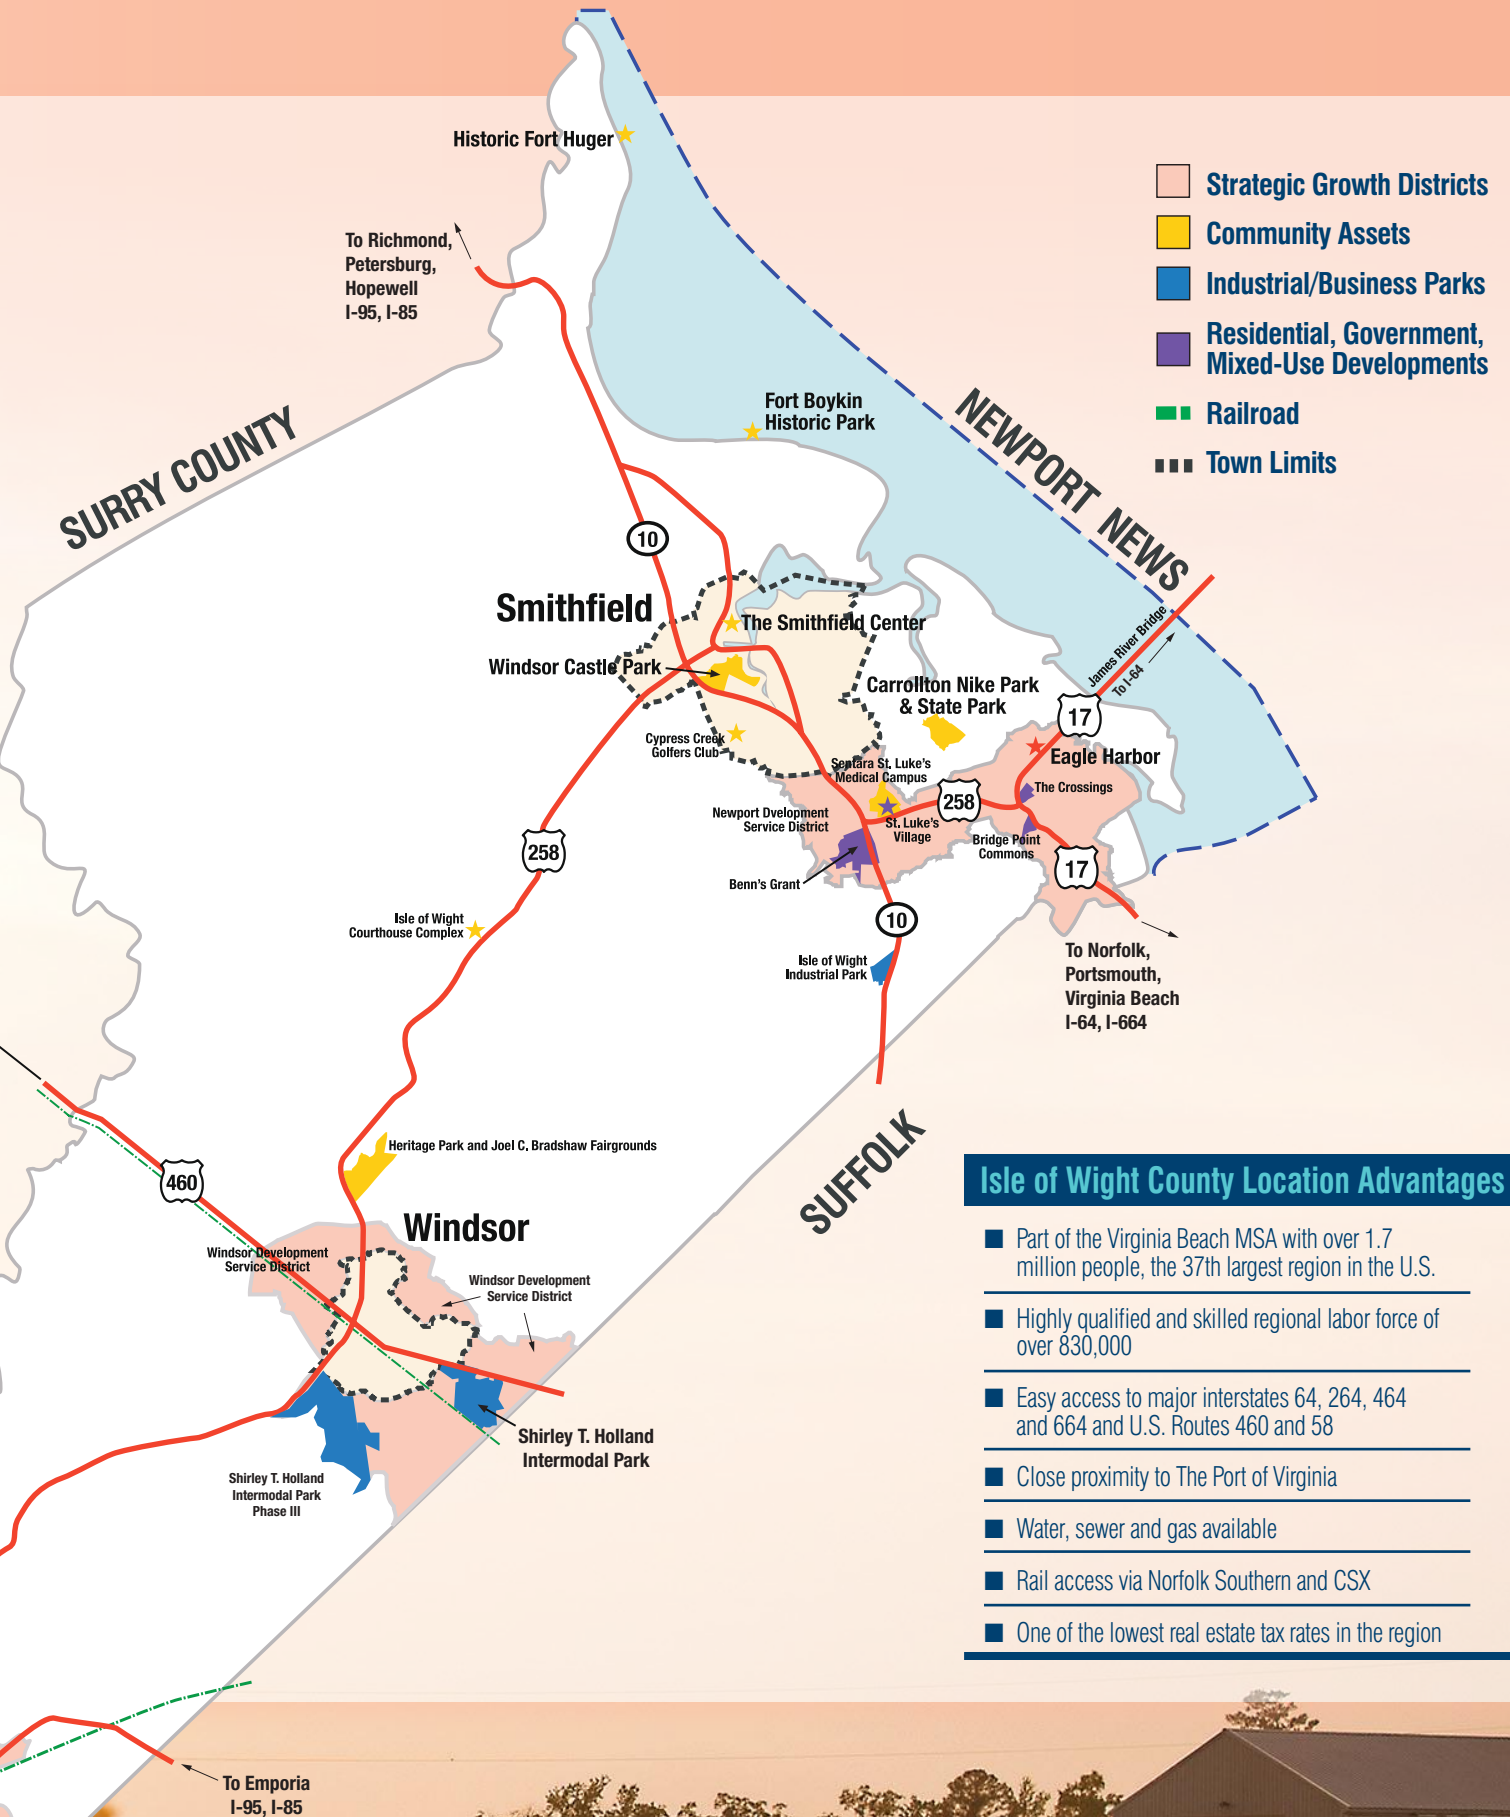 Historic Fort Huger
To Richmond,
Petersburg,
Hopewell
I-95, I-85
Strategic Growth Districts
Community Assets
Industrial/Business Parks
Residential, Government,
Mixed-Use Developments
Railroad
Town Limits
SURRY COUNTY
Fort Boykin
Historic Park
NEWPORT NEWS
10
Smithfield
The Smithfield Center
Windsor Castle Park
James River Bridge
To I-64
Carrollton Nike Park
& State Park
17
Cypress Creek
Golfers Club
Eagle Harbor
Sentara St. Luke's
Medical Campus
The Crossings
258
Newport Dvelopment
Service District
St. Luke's
Village
Bridge Point
Commons
258
17
Benn's Grant
10
Isle of Wight
Courthouse Complex
To Norfolk,
Portsmouth,
Virginia Beach
I-64, I-664
Isle of Wight
Industrial Park
SUFFOLK
Heritage Park and Joel C. Bradshaw Fairgrounds
460
Windsor
Windsor Development
Service District
Windsor Development
Service District
Shirley T. Holland
Intermodal Park
Shirley T. Holland
Intermodal Park
Phase III
Isle of Wight County Location Advantages
Part of the Virginia Beach MSA with over 1.7
million people, the 37th largest region in the U.S.
Highly qualified and skilled regional labor force of
over 830,000
Easy access to major interstates 64, 264, 464
and 664 and U.S. Routes 460 and 58
Close proximity to The Port of Virginia
Water, sewer and gas available
Rail access via Norfolk Southern and CSX
One of the lowest real estate tax rates in the region
To Emporia
I-95, I-85